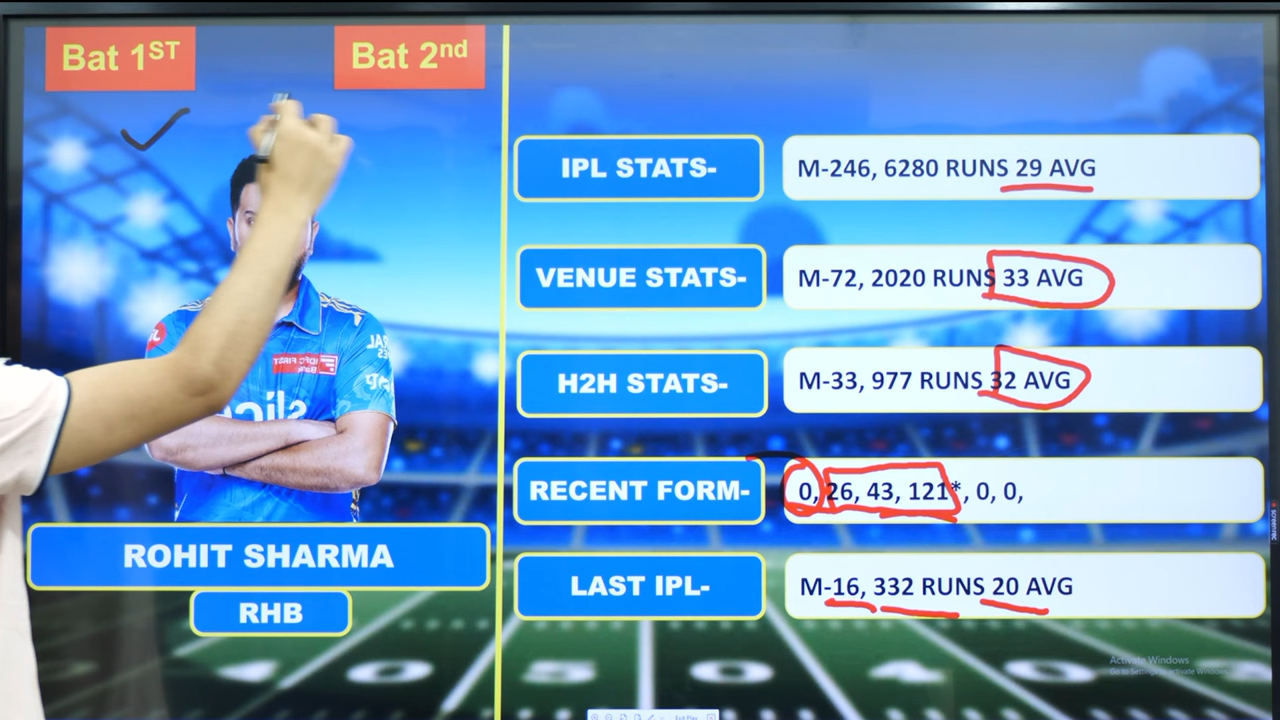 Bat 1ST
Bat 2nd
IPL STATS-
M-246, 6280 RUNS 29 AVG
VENUE STATS-
M-72, 2020 RUNS 33 AVG
H2H STATS-
M-33, 977 RUNS 32 AVG
RECENT FORM-
0, 26, 43, 121*, 0, 0,
LAST IPL-
M-16, 332 RUNS 20 AVG
ROHIT SHARMA
RHB
Activate Windows